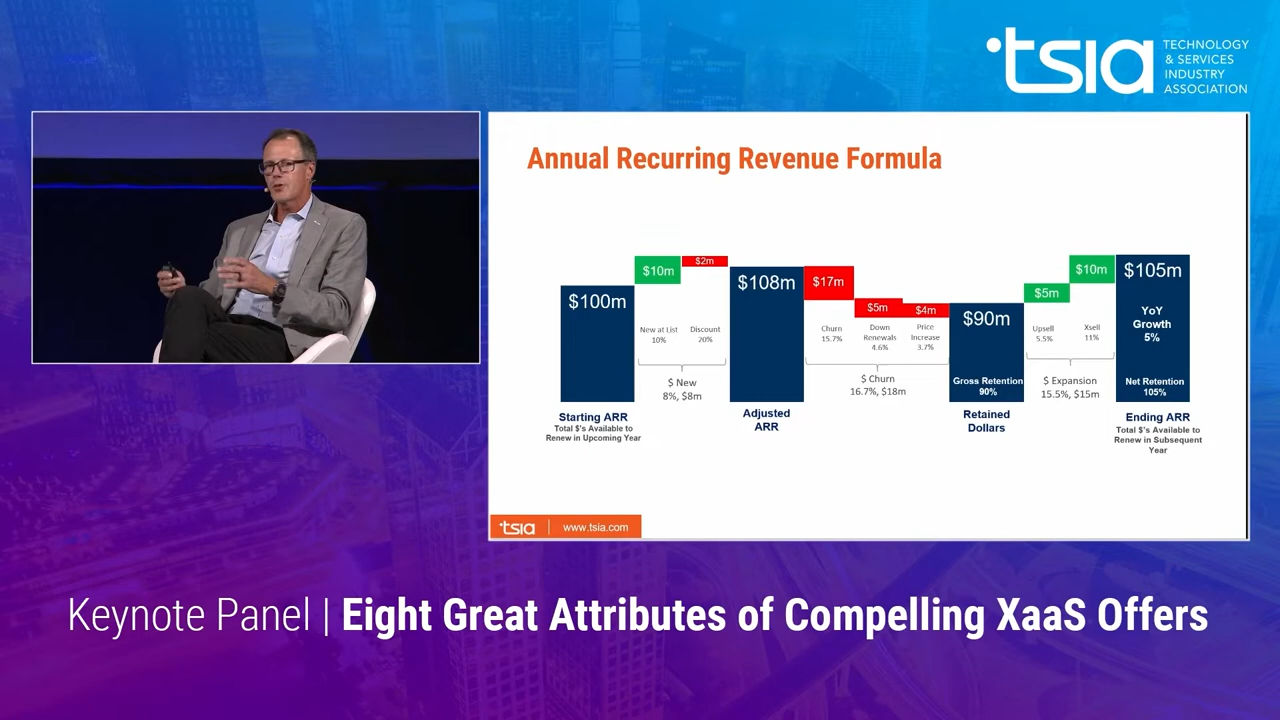 tsia
TECHNOLOGY
& SERVICES
INDUSTRY
ASSOCIATION
Annual Recurring Revenue Formula
$100m
Starting ARR
Total $'s Available to
Renew in Upcoming Year
$10m
New at List
10%
$2m
Discount
20%
$ New
8%, $8m
$108m
Adjusted
ARR
$17m
Churn
15.7%
$5m
Down
Renewals
4.6%
$4m
Price
Increase
3.7%
$ Churn
16.7%, $18m
$90m
Gross Retention
90%
Retained
Dollars
$5m
Upsell
5.5%
$10m
Xsell
11%
$ Expansion
15.5%, $15m
$105m
YoY
Growth
5%
Net Retention
105%
Ending ARR
Total $'s Available to
Renew in Subsequent
Year
tsia | www.tsia.com
Keynote Panel | Eight Great Attributes of Compelling XaaS Offers